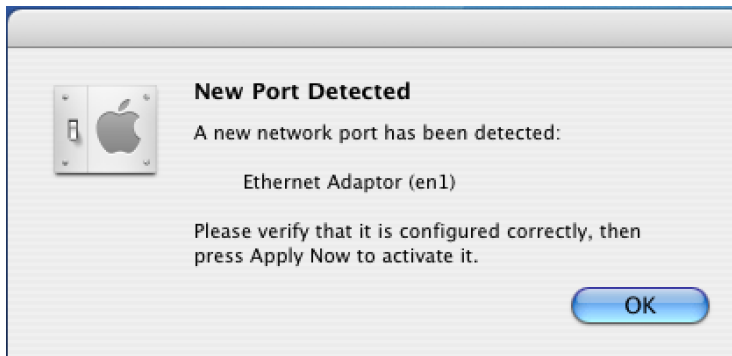 New Port Detected
A new network port has been detected:
Ethernet Adaptor (en1)
Please verify that it is configured correctly, then
press Apply Now to activate it.
OK